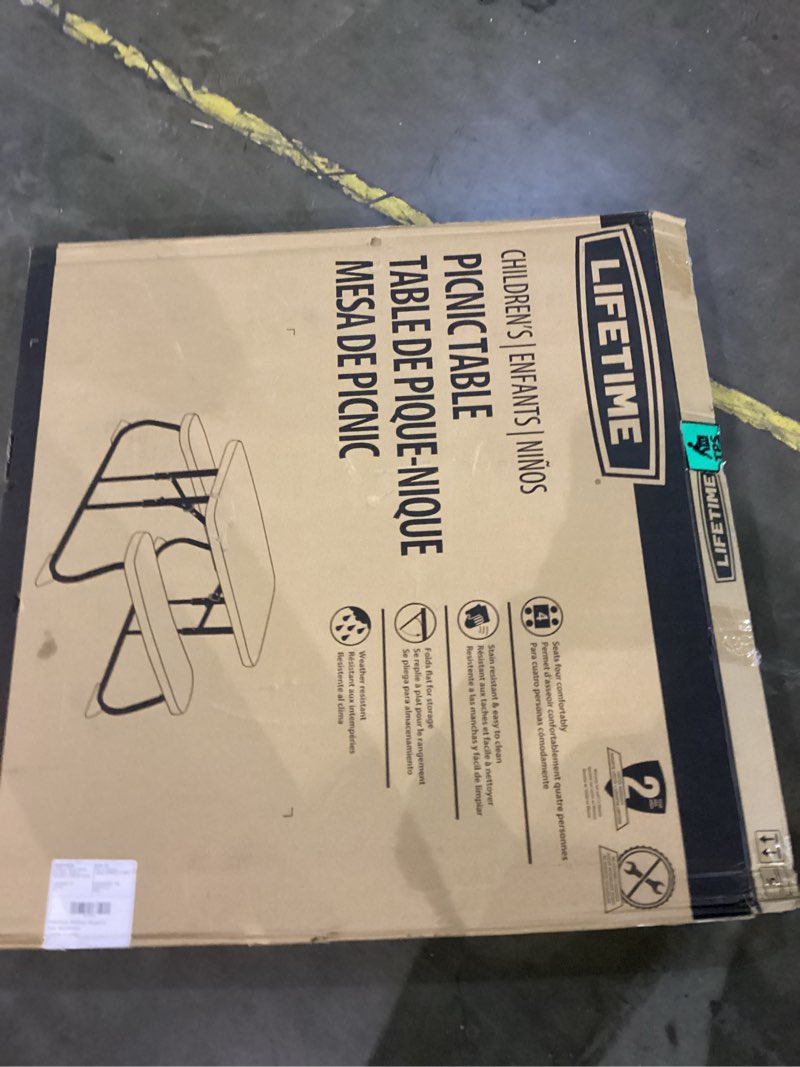 LIFETIME
CHILDREN'S | ENFANTS | NIÑOS
PICNIC TABLE
TABLE DE PIQUE-NIQUE
MESA DE PICNIC
4
Seats four comfortably
Permet d'asseoir confortablement quatre personnes
Para cuatro personas cómodamente
Stain resistant & easy to clean
Résistant aux taches et facile à nettoyer
Resistente a las manchas y fácil de limpiar
Folds flat for storage
Se replie à plat pour le rangement
Se pliega para almacenamiento
Weather resistant
Résistant aux intempéries
Resistente al clima
2
LIFETIME